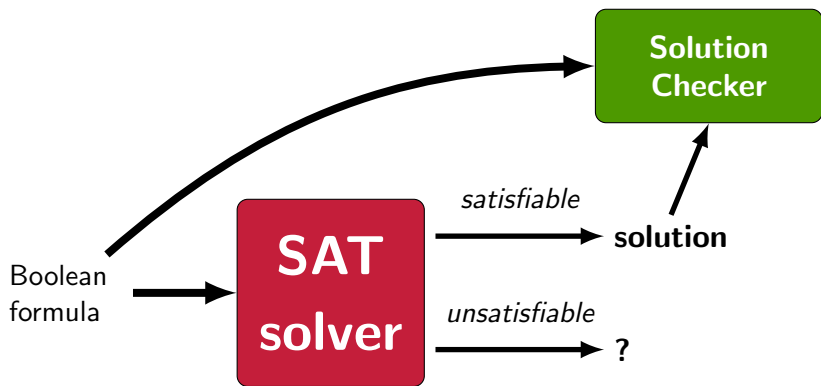 Solution
Checker
satisfiable
solution
SAT
solver
Boolean
formula
unsatisfiable
?